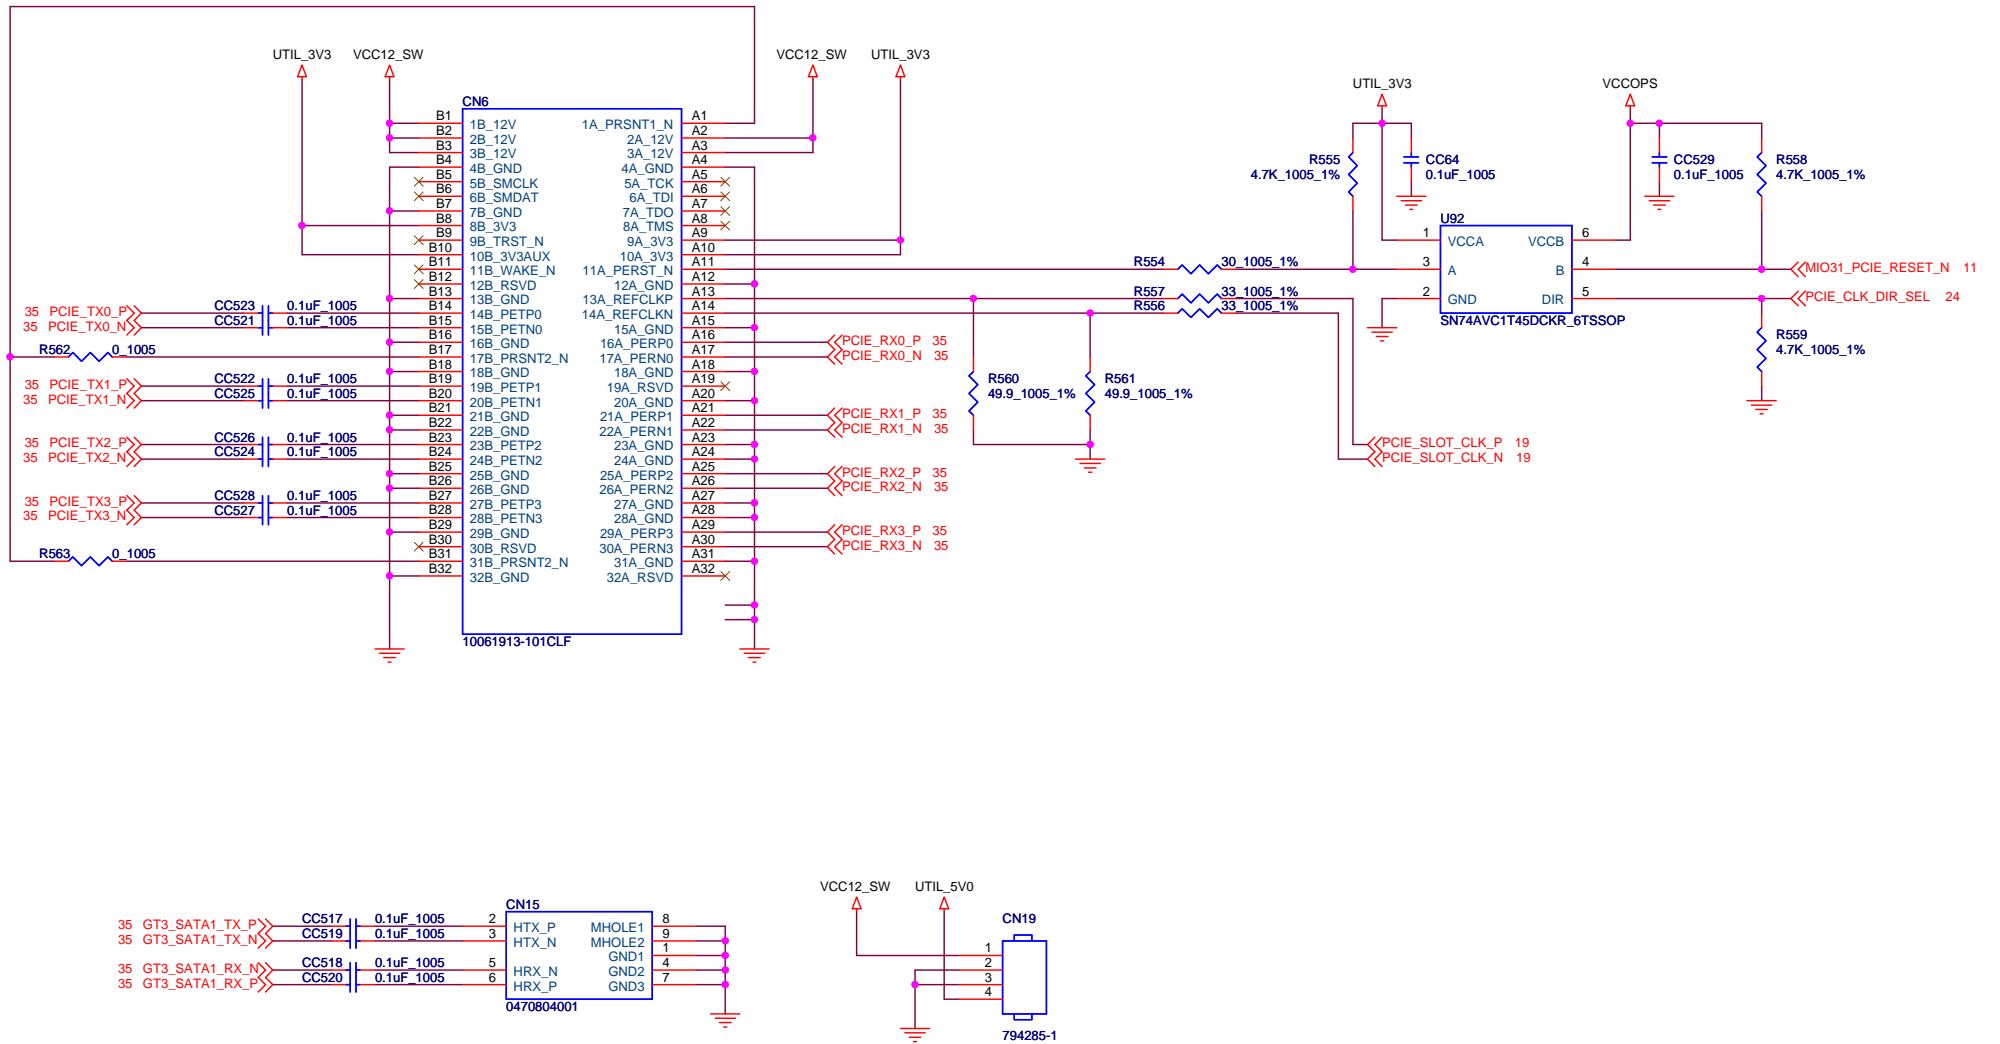 UTIL_3V3 VCC12_SW VCC12_SW UTIL_3V3
UTIL_3V3 VCCOPS
CN6
B1 1B_12V 1A_PRSNT1_N A1
B2 2B_12V 2A_12V A2
B3 3B_12V 3A_12V A3
B4 4B_GND 4A_GND A4
B5 5B_SMCLK 5A_TCK A5
B6 6B_SMDAT 6A_TDI A6
B7 7B_GND 7A_TDO A7
B8 8B_3V3 8A_TMS A8
B9 9B_TRST_N 9A_3V3 A9
B10 10B_3V3AUX 10A_3V3 A10
B11 11B_WAKE_N 11A_PERST_N A11
B12 12B_RSVD 12A_GND A12
B13 13B_GND 13A_REFCLKP A13
B14 14B_PETP0 14A_REFCLKN A14
B15 15B_PETN0 15A_GND A15
B16 16B_GND 16A_PERP0 A16
B17 17B_PRSNT2_N 17A_PERN0 A17
B18 18B_GND 18A_GND A18
B19 19B_PETP1 19A_RSVD A19
B20 20B_PETN1 20A_GND A20
B21 21B_GND 21A_PERP1 A21
B22 22B_GND 22A_PERN1 A22
B23 23B_PETP2 23A_GND A23
B24 24B_PETN2 24A_GND A24
B25 25B_GND 25A_PERP2 A25
B26 26B_GND 26A_PERN2 A26
B27 27B_PETP3 27A_GND A27
B28 28B_PETN3 28A_GND A28
B29 29B_GND 29A_PERP3 A29
B30 30B_RSVD 30A_PERN3 A30
B31 31B_PRSNT2_N 31A_GND A31
B32 32B_GND 32A_RSVD A32
10061913-101CLF
35 PCIE_TX0_P CC523 0.1uF_1005
35 PCIE_TX0_N CC521 0.1uF_1005
R562 0_1005
35 PCIE_TX1_P CC522 0.1uF_1005
35 PCIE_TX1_N CC525 0.1uF_1005
35 PCIE_TX2_P CC526 0.1uF_1005
35 PCIE_TX2_N CC524 0.1uF_1005
35 PCIE_TX3_P CC528 0.1uF_1005
35 PCIE_TX3_N CC527 0.1uF_1005
R563 0_1005
PCIE_RX0_P 35
PCIE_RX0_N 35
PCIE_RX1_P 35
PCIE_RX1_N 35
PCIE_RX2_P 35
PCIE_RX2_N 35
PCIE_RX3_P 35
PCIE_RX3_N 35
R554 30_1005_1%
R557 33_1005_1%
R556 33_1005_1%
R560
49.9_1005_1%
R561
49.9_1005_1%
PCIE_SLOT_CLK_P 19
PCIE_SLOT_CLK_N 19
R555
4.7K_1005_1%
CC64
0.1uF_1005
CC529
0.1uF_1005
R558
4.7K_1005_1%
U92
1 VCCA VCCB 6
3 A B 4
2 GND DIR 5
SN74AVC1T45DCKR_6TSSOP
MIO31_PCIE_RESET_N 11
PCIE_CLK_DIR_SEL 24
R559
4.7K_1005_1%
CN15
35 GT3_SATA1_TX_P CC517 0.1uF_1005 2 HTX_P MHOLE1 8
35 GT3_SATA1_TX_N CC519 0.1uF_1005 3 HTX_N MHOLE2 9
GND1 1
35 GT3_SATA1_RX_N CC518 0.1uF_1005 5 HRX_N GND2 4
35 GT3_SATA1_RX_P CC520 0.1uF_1005 6 HRX_P GND3 7
0470804001
VCC12_SW UTIL_5V0
CN19
1
2
3
4
794285-1